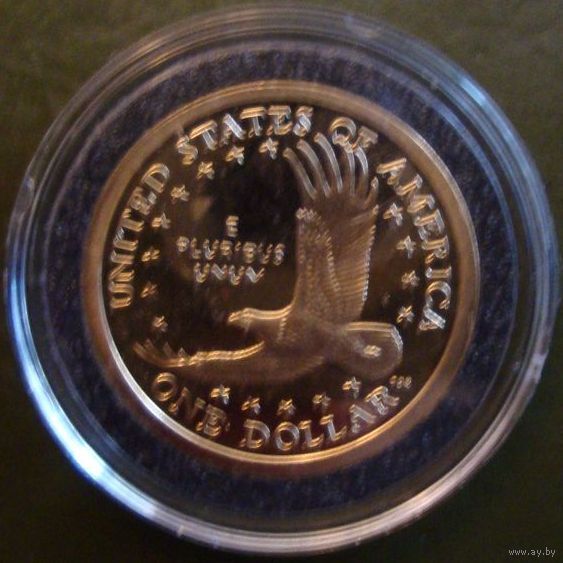 UNITED STATES OF AMERICA
E
PLURIBUS
UNUM
ONE DOLLAR
www.ay.by